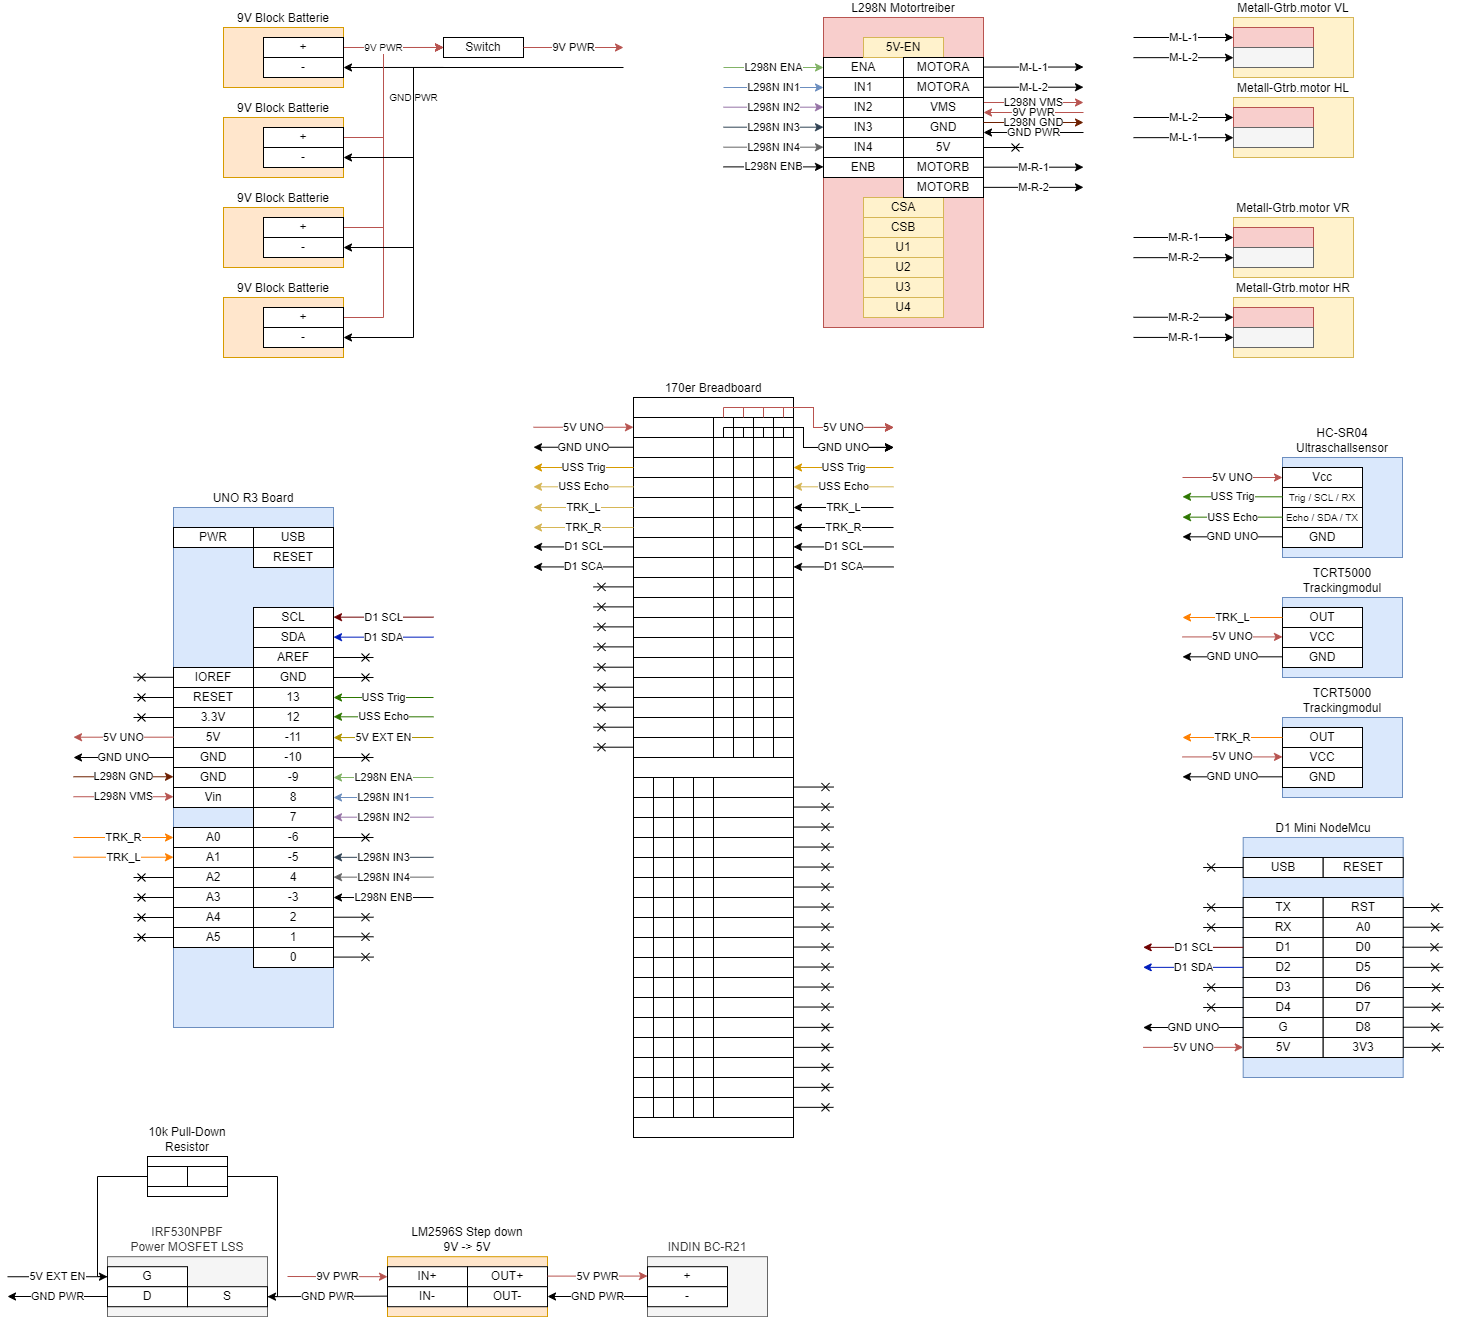 9V Block Batterie
+
-
9V PWR
Switch
9V PWR
GND PWR
9V Block Batterie
+
-
9V Block Batterie
+
-
9V Block Batterie
+
-
L298N Motortreiber
5V-EN
L298N ENA
ENA
MOTORA
M-L-1
L298N IN1
IN1
MOTORA
M-L-2
L298N IN2
IN2
VMS
L298N VMS
9V PWR
L298N IN3
IN3
GND
L298N GND
GND PWR
L298N IN4
IN4
5V
L298N ENB
ENB
MOTORB
M-R-1
MOTORB
M-R-2
CSA
CSB
U1
U2
U3
U4
Metall-Gtrb.motor VL
M-L-1
M-L-2
Metall-Gtrb.motor HL
M-L-2
M-L-1
Metall-Gtrb.motor VR
M-R-1
M-R-2
Metall-Gtrb.motor HR
M-R-2
M-R-1
170er Breadboard
5V UNO
5V UNO
GND UNO
GND UNO
USS Trig
USS Trig
USS Echo
USS Echo
TRK_L
TRK_L
TRK_R
TRK_R
D1 SCL
D1 SCL
D1 SCA
D1 SCA
UNO R3 Board
PWR
USB
RESET
SCL
D1 SCL
SDA
D1 SDA
AREF
IOREF
GND
RESET
13
USS Trig
3.3V
12
USS Echo
5V UNO
5V
-11
5V EXT EN
GND UNO
GND
-10
L298N GND
GND
-9
L298N ENA
L298N VMS
Vin
8
L298N IN1
7
L298N IN2
TRK_R
A0
-6
TRK_L
A1
-5
L298N IN3
A2
4
L298N IN4
A3
-3
L298N ENB
A4
2
A5
1
0
HC-SR04
Ultraschallsensor
5V UNO
Vcc
USS Trig
Trig / SCL / RX
USS Echo
Echo / SDA / TX
GND UNO
GND
TCRT5000
Trackingmodul
TRK_L
OUT
5V UNO
VCC
GND UNO
GND
TCRT5000
Trackingmodul
TRK_R
OUT
5V UNO
VCC
GND UNO
GND
D1 Mini NodeMcu
USB
RESET
TX
RST
RX
A0
D1 SCL
D1
D0
D1 SDA
D2
D5
D3
D6
D4
D7
GND UNO
G
D8
5V UNO
5V
3V3
10k Pull-Down
Resistor
IRF530NPBF
Power MOSFET LSS
5V EXT EN
G
GND PWR
D
S
LM2596S Step down
9V -> 5V
9V PWR
IN+
OUT+
5V PWR
GND PWR
IN-
OUT-
GND PWR
INDIN BC-R21
+
-